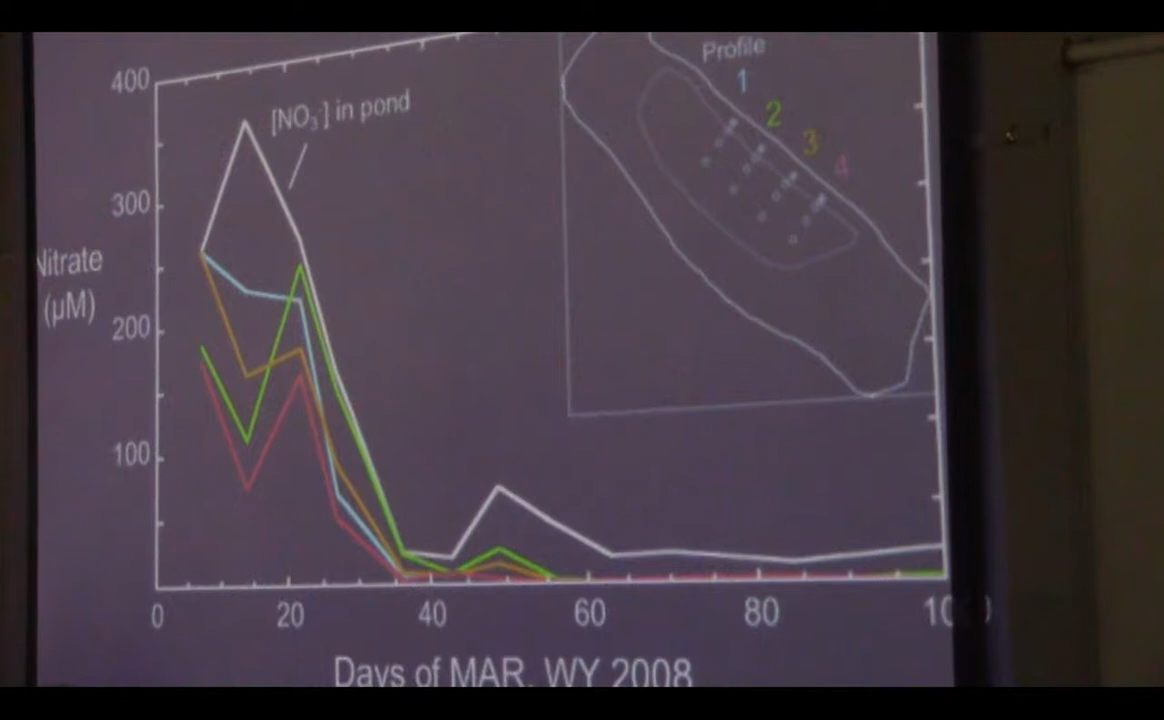 Profile
1
2
3
4
400
[NO₃⁻] in pond
300
Nitrate
(µM)
200
100
0
20
40
60
80
100
Days of MAR, WY 2008